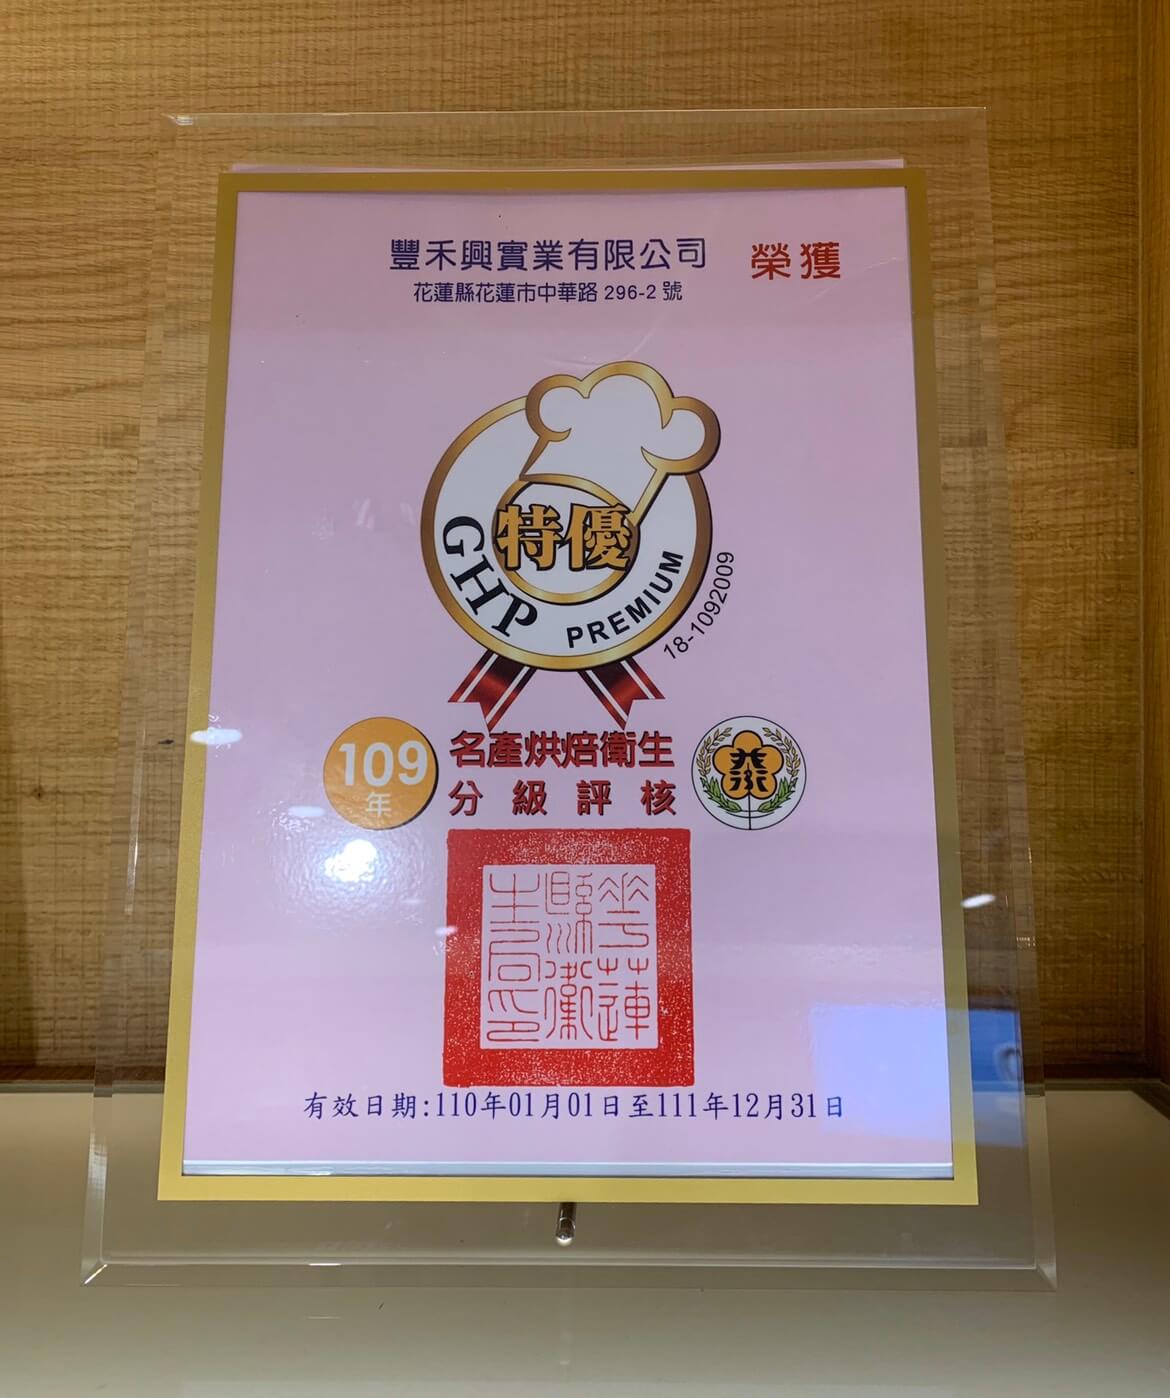 豐禾興實業有限公司 榮獲
花蓮縣花蓮市中華路 296-2 號
特優
GHP PREMIUM
18-1092009
109年
名產烘焙衛生
分級評核
花蓮縣衛生局印
有效日期:110年01月01日至111年12月31日